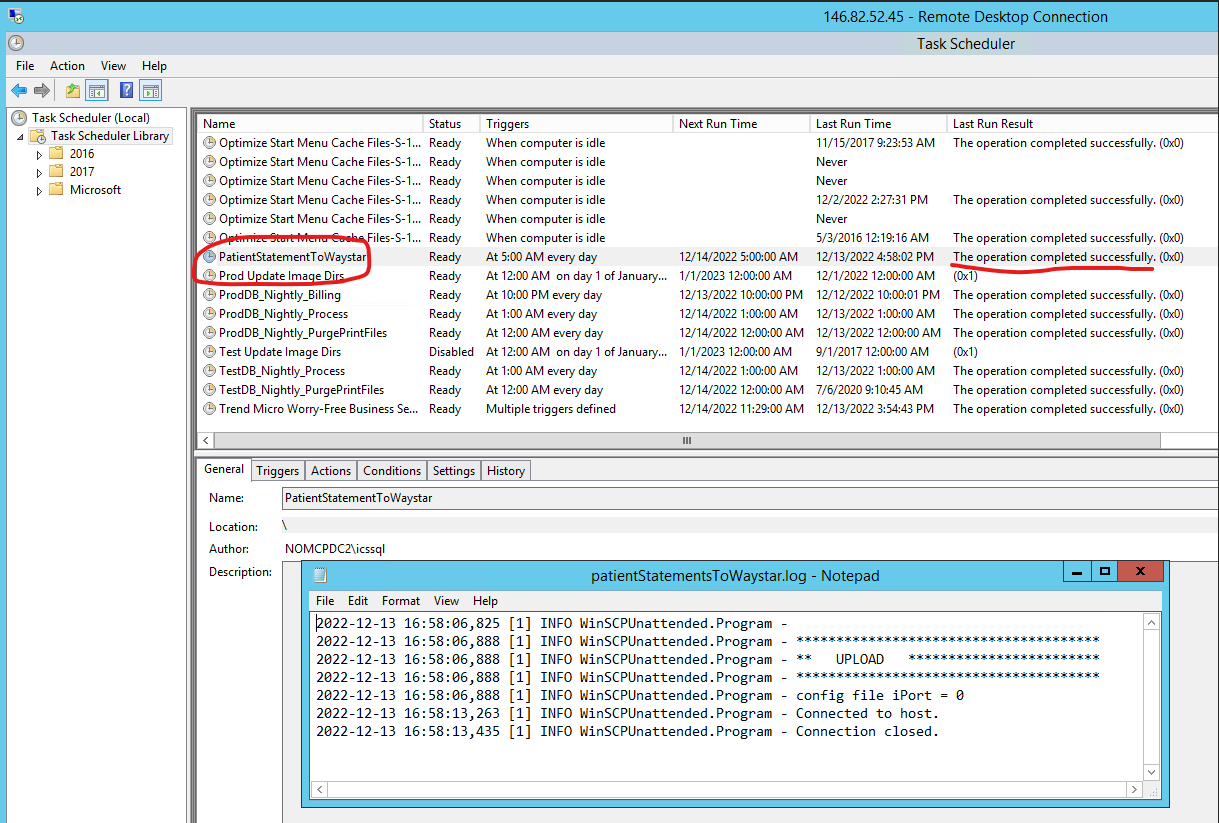 146.82.52.45 - Remote Desktop Connection
Task Scheduler
File Action View Help
Task Scheduler (Local)
Task Scheduler Library
2016
2017
Microsoft
Name Status Triggers Next Run Time Last Run Time Last Run Result
Optimize Start Menu Cache Files-S-1... Ready When computer is idle 11/15/2017 9:23:53 AM The operation completed successfully. (0x0)
Optimize Start Menu Cache Files-S-1... Ready When computer is idle Never
Optimize Start Menu Cache Files-S-1... Ready When computer is idle Never
Optimize Start Menu Cache Files-S-1... Ready When computer is idle 12/2/2022 2:27:31 PM The operation completed successfully. (0x0)
Optimize Start Menu Cache Files-S-1... Ready When computer is idle Never
Optimize Start Menu Cache Files-S-1... Ready When computer is idle 5/3/2016 12:19:16 AM The operation completed successfully. (0x0)
PatientStatementToWaystar Ready At 5:00 AM every day 12/14/2022 5:00:00 AM 12/13/2022 4:58:02 PM The operation completed successfully. (0x0)
Prod Update Image Dirs Ready At 12:00 AM on day 1 of January... 1/1/2023 12:00:00 AM 12/1/2022 12:00:00 AM (0x1)
ProdDB_Nightly_Billing Ready At 10:00 PM every day 12/13/2022 10:00:00 PM 12/12/2022 10:00:01 PM The operation completed successfully. (0x0)
ProdDB_Nightly_Process Ready At 1:00 AM every day 12/14/2022 1:00:00 AM 12/13/2022 1:00:00 AM The operation completed successfully. (0x0)
ProdDB_Nightly_PurgePrintFiles Ready At 12:00 AM every day 12/14/2022 12:00:00 AM 12/13/2022 12:00:00 AM The operation completed successfully. (0x0)
Test Update Image Dirs Disabled At 12:00 AM on day 1 of January... 1/1/2023 12:00:00 AM 9/1/2017 12:00:00 AM (0x1)
TestDB_Nightly_Process Ready At 1:00 AM every day 12/14/2022 1:00:00 AM 12/13/2022 1:00:00 AM The operation completed successfully. (0x0)
TestDB_Nightly_PurgePrintFiles Ready At 12:00 AM every day 12/14/2022 12:00:00 AM 7/6/2020 9:10:45 AM The operation completed successfully. (0x0)
Trend Micro Worry-Free Business Se... Ready Multiple triggers defined 12/14/2022 11:29:00 AM 12/13/2022 3:54:43 PM The operation completed successfully. (0x0)
General Triggers Actions Conditions Settings History
Name: PatientStatementToWaystar
Location: \
Author: NOMCPDC2\icssql
Description:
patientStatementsToWaystar.log - Notepad
File Edit Format View Help
2022-12-13 16:58:06,825 [1] INFO WinSCPUnattended.Program -
2022-12-13 16:58:06,888 [1] INFO WinSCPUnattended.Program - **************************************
2022-12-13 16:58:06,888 [1] INFO WinSCPUnattended.Program - ** UPLOAD ************************
2022-12-13 16:58:06,888 [1] INFO WinSCPUnattended.Program - **************************************
2022-12-13 16:58:06,888 [1] INFO WinSCPUnattended.Program - config file iPort = 0
2022-12-13 16:58:13,263 [1] INFO WinSCPUnattended.Program - Connected to host.
2022-12-13 16:58:13,435 [1] INFO WinSCPUnattended.Program - Connection closed.